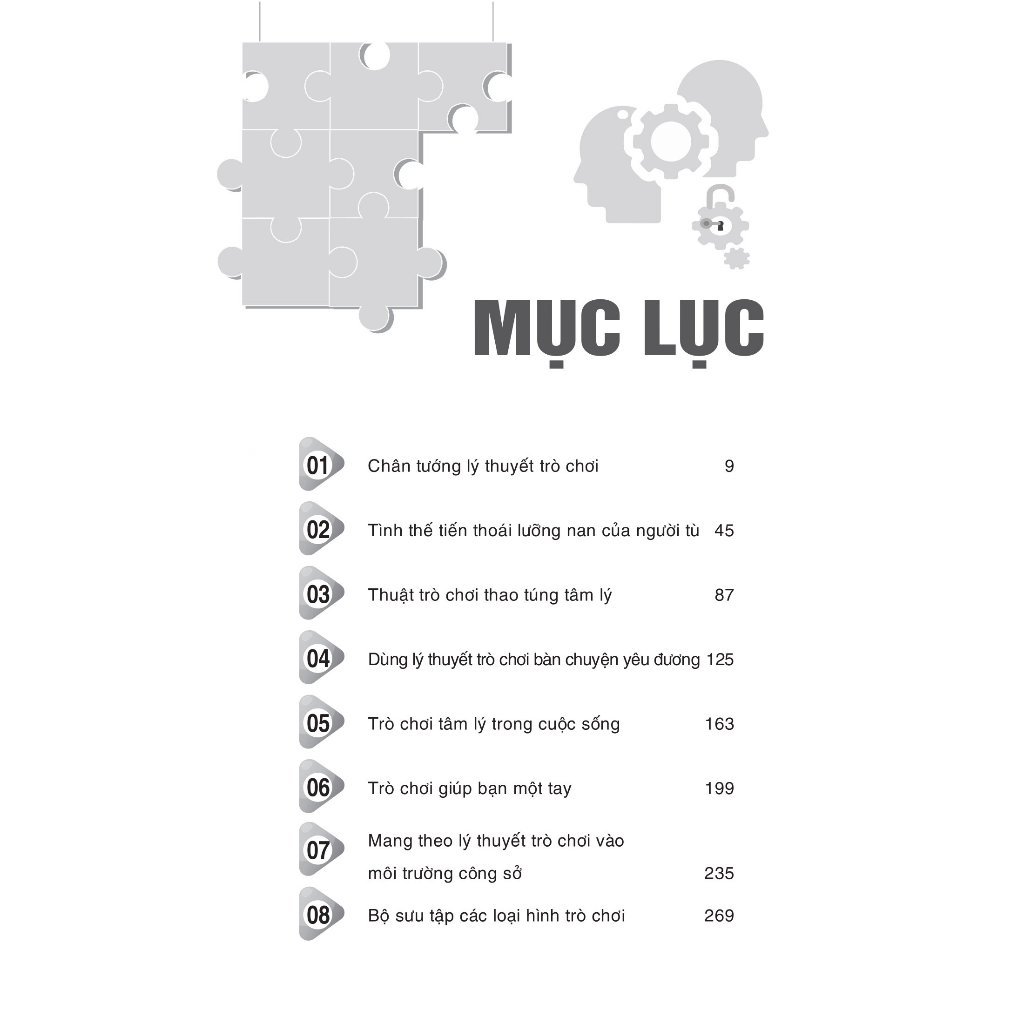 MỤC LỤC
01 Chân tướng lý thuyết trò chơi 9
02 Tình thế tiến thoái lưỡng nan của người tù 45
03 Thuật trò chơi thao túng tâm lý 87
04 Dùng lý thuyết trò chơi bàn chuyện yêu đương 125
05 Trò chơi tâm lý trong cuộc sống 163
06 Trò chơi giúp bạn một tay 199
07 Mang theo lý thuyết trò chơi vào
môi trường công sở 235
08 Bộ sưu tập các loại hình trò chơi 269